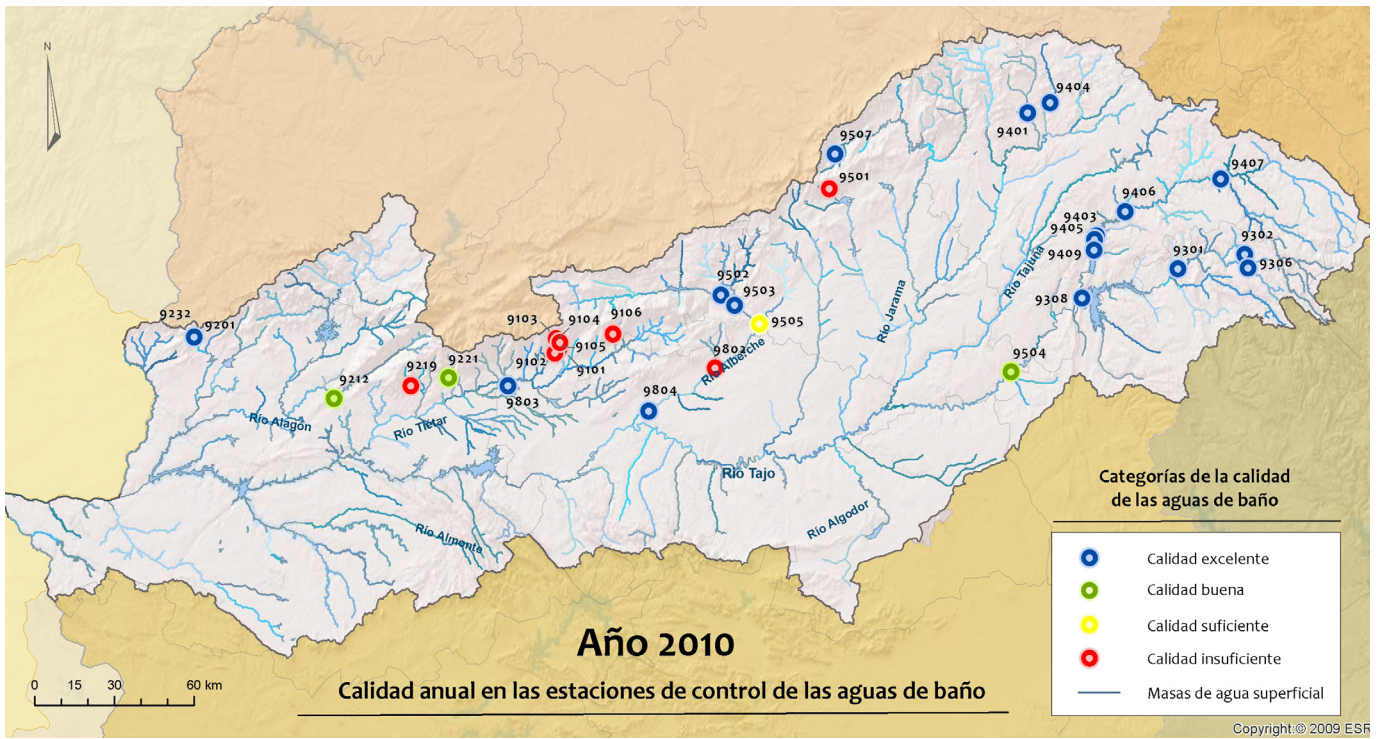 N
9404
9401
9507
9501
9407
9406
9403
9405
9409
9302
9301
9306
9308
Río Tajuña
Río Jarama
9502
9503
9505
9232
9201
9103
9104
9106
9105
9102
9101
9802
Río Alberche
9504
9219
9221
9212
9803
9804
Río Alagón
Río Tiétar
Río Tajo
Río Algodor
Río Almonte
Categorías de la calidad
de las aguas de baño
Calidad excelente
Calidad buena
Calidad suficiente
Calidad insuficiente
Masas de agua superficial
Año 2010
Calidad anual en las estaciones de control de las aguas de baño
0 15 30 60 km
Copyright:© 2009 ESR